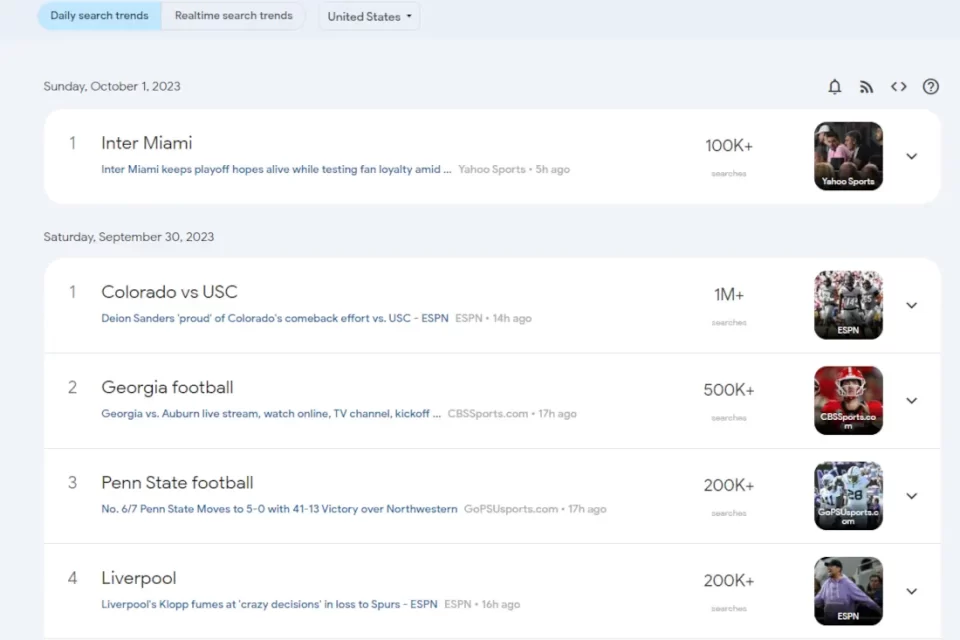 Daily search trends
Realtime search trends
United States
Sunday, October 1, 2023
1
Inter Miami
Inter Miami keeps playoff hopes alive while testing fan loyalty amid ... Yahoo Sports • 5h ago
100K+
searches
Yahoo Sports
Saturday, September 30, 2023
1
Colorado vs USC
Deion Sanders 'proud' of Colorado's comeback effort vs. USC - ESPN ESPN • 14h ago
1M+
searches
ESPN
2
Georgia football
Georgia vs. Auburn live stream, watch online, TV channel, kickoff ... CBSSports.com • 17h ago
500K+
searches
CBSSports.co
m
3
Penn State football
No. 6/7 Penn State Moves to 5-0 with 41-13 Victory over Northwestern GoPSUsports.com • 17h ago
200K+
searches
28
GoPSUsports.c
om
4
Liverpool
Liverpool's Klopp fumes at 'crazy decisions' in loss to Spurs - ESPN ESPN • 16h ago
200K+
searches
ESPN